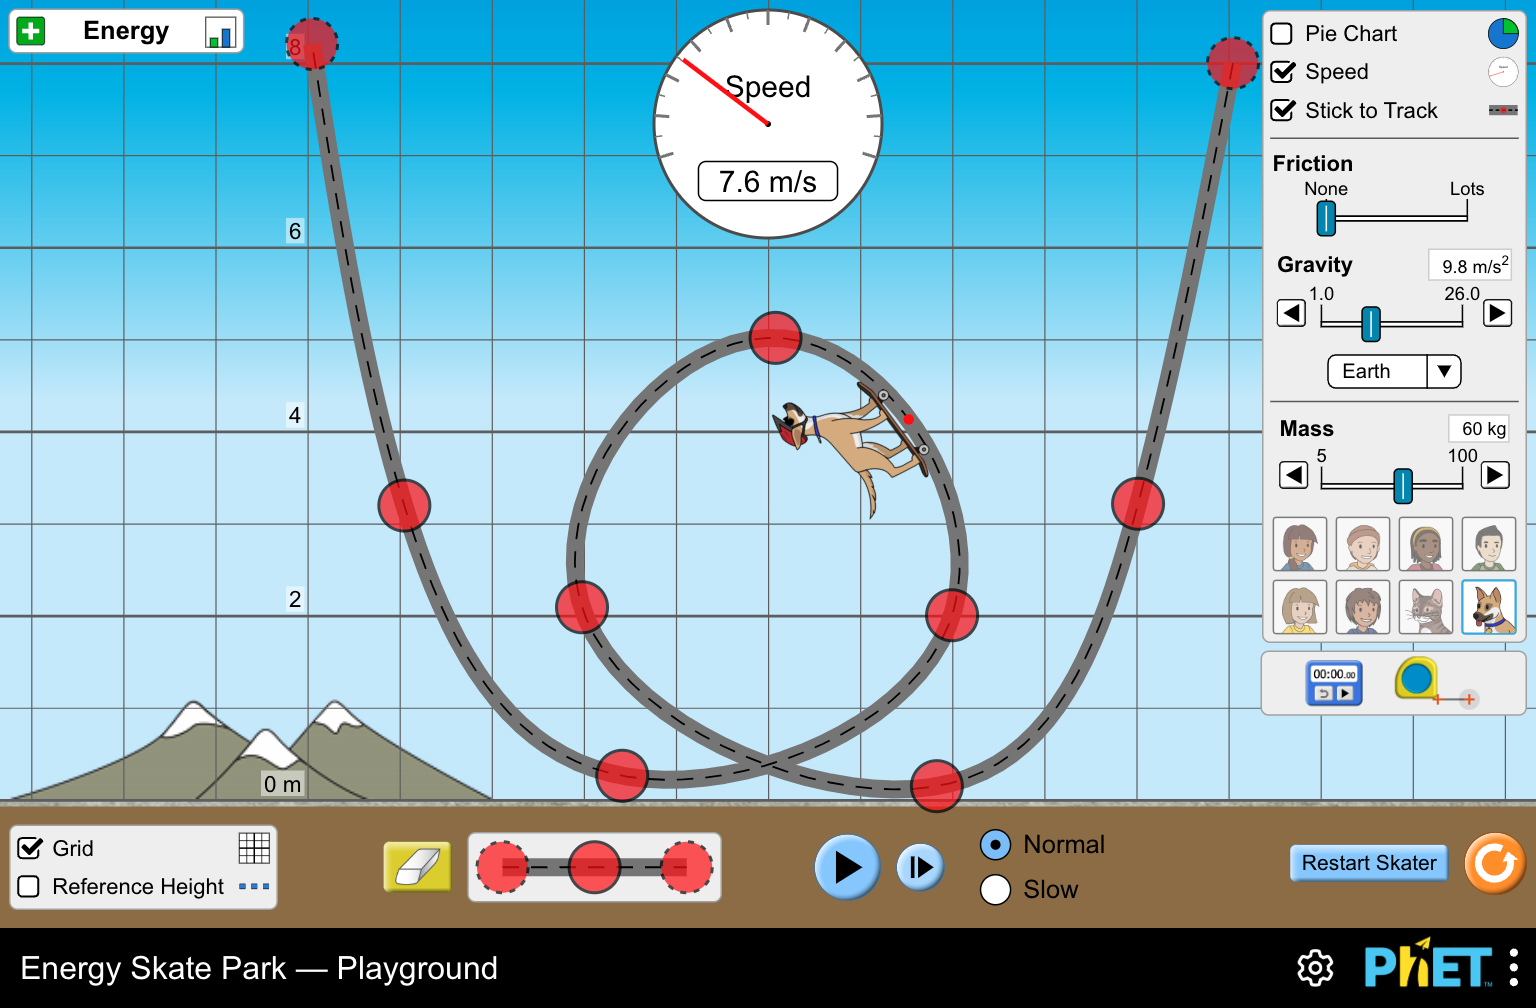 Energy
8
6
4
2
0 m
Speed
7.6 m/s
Pie Chart
Speed
Stick to Track
Friction
None
Lots
Gravity
9.8 m/s²
1.0
26.0
Earth
Mass
60 kg
5
100
00:00.00
Grid
Reference Height
Normal
Slow
Restart Skater
Energy Skate Park — Playground
PhET™